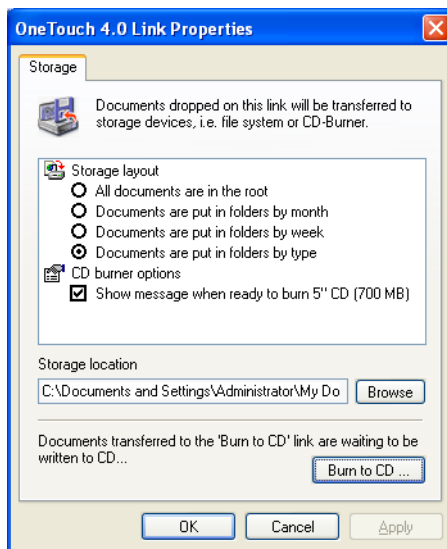 OneTouch 4.0 Link Properties
Storage
Documents dropped on this link will be transferred to
storage devices, i.e. file system or CD-Burner.
Storage layout
All documents are in the root
Documents are put in folders by month
Documents are put in folders by week
Documents are put in folders by type
CD burner options
Show message when ready to burn 5" CD (700 MB)
Storage location
C:\Documents and Settings\Administrator\My Do
Browse
Documents transferred to the 'Burn to CD' link are waiting to be
written to CD...
Burn to CD ...
OK
Cancel
Apply